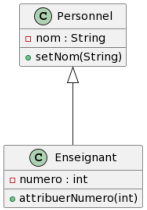 C Personnel
nom : String
setNom(String)
C Enseignant
numero : int
attribuerNumero(int)